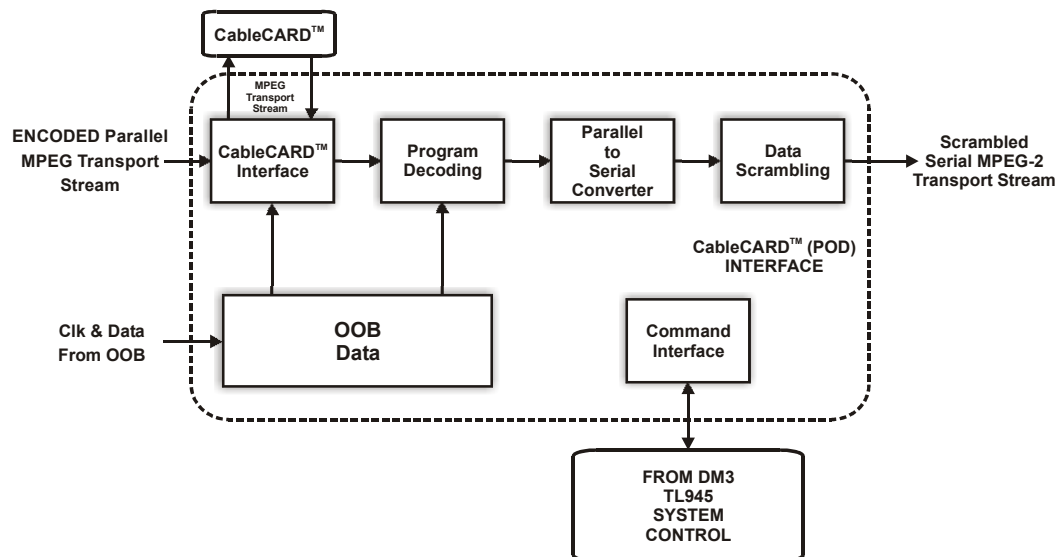 CableCARD™
MPEG
Transport
Stream
ENCODED Parallel
MPEG Transport
Stream
CableCARD™
Interface
Program
Decoding
Parallel
to
Serial
Converter
Data
Scrambling
Scrambled
Serial MPEG-2
Transport Stream
CableCARD™ (POD)
INTERFACE
Clk & Data
From OOB
OOB
Data
Command
Interface
FROM DM3
TL945
SYSTEM
CONTROL